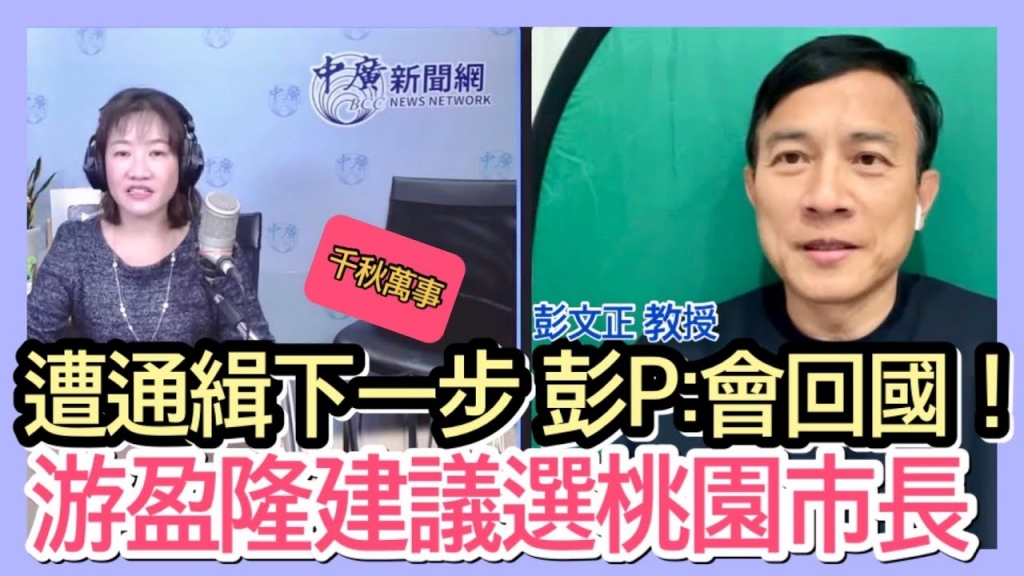 中廣新聞網
BCC NEWS NETWORK
千秋萬事
彭文正 教授
遭通緝下一步 彭P:會回國！
游盈隆建議選桃園市長